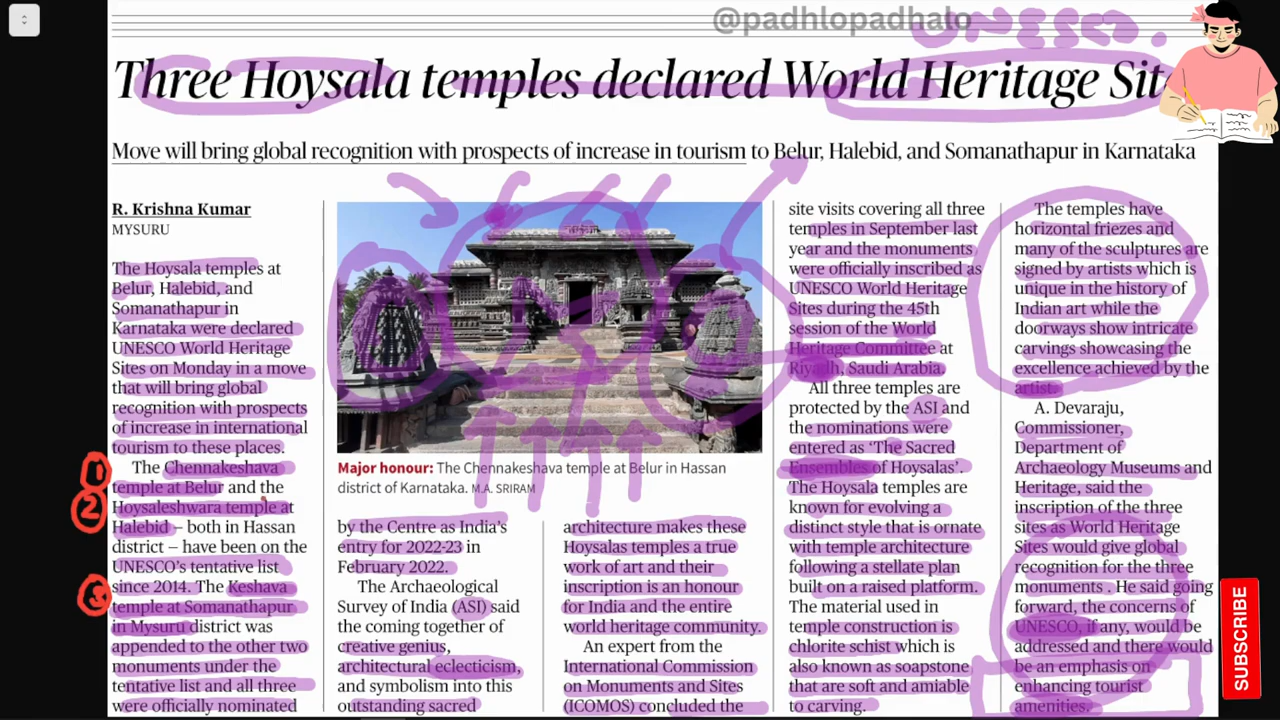 @padhlopadhalo
UNESCO.
Three Hoysala temples declared World Heritage Sit
Move will bring global recognition with prospects of increase in tourism to Belur, Halebid, and Somanathapur in Karnataka
R. Krishna Kumar
MYSURU
The Hoysala temples at
Belur, Halebid, and
Somanathapur in
Karnataka were declared
UNESCO World Heritage
Sites on Monday in a move
that will bring global
recognition with prospects
of increase in international
tourism to these places.
1
The Chennakeshava
temple at Belur and the
2
Hoysaleshwara temple at
Halebid – both in Hassan
district – have been on the
UNESCO's tentative list
since 2014. The Keshava
3
temple at Somanathapur
in Mysuru district was
appended to the other two
monuments under the
tentative list and all three
were officially nominated
Major honour: The Chennakeshava temple at Belur in Hassan
district of Karnataka. M.A. SRIRAM
by the Centre as India's
entry for 2022-23 in
February 2022.
The Archaeological
Survey of India (ASI) said
the coming together of
creative genius,
architectural eclecticism,
and symbolism into this
outstanding sacred
architecture makes these
Hoysalas temples a true
work of art and their
inscription is an honour
for India and the entire
world heritage community.
An expert from the
International Commission
on Monuments and Sites
(ICOMOS) concluded the
site visits covering all three
temples in September last
year and the monuments
were officially inscribed as
UNESCO World Heritage
Sites during the 45th
session of the World
Heritage Committee at
Riyadh, Saudi Arabia.
All three temples are
protected by the ASI and
the nominations were
entered as ‘The Sacred
Ensembles of Hoysalas’.
The Hoysala temples are
known for evolving a
distinct style that is ornate
with temple architecture
following a stellate plan
built on a raised platform.
The material used in
temple construction is
chlorite schist which is
also known as soapstone
that are soft and amiable
to carving.
The temples have
horizontal friezes and
many of the sculptures are
signed by artists which is
unique in the history of
Indian art while the
doorways show intricate
carvings showcasing the
excellence achieved by the
artist.
A. Devaraju,
Commissioner,
Department of
Archaeology Museums and
Heritage, said the
inscription of the three
sites as World Heritage
Sites would give global
recognition for the three
monuments . He said going
forward, the concerns of
UNESCO, if any, would be
addressed and there would
be an emphasis on
enhancing tourist
amenities.
SUBSCRIBE